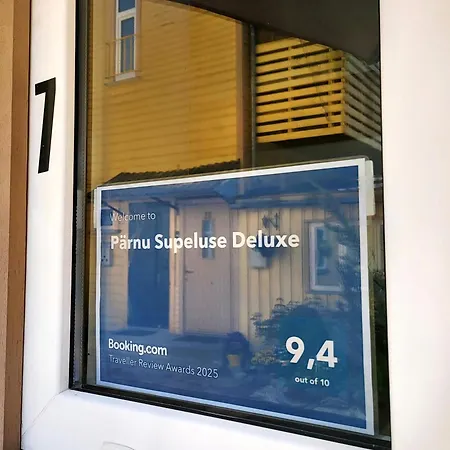 7
Welcome to
Pärnu Supeluse Deluxe
Booking.com
Traveller Review Awards 2025
9,4
out of 10